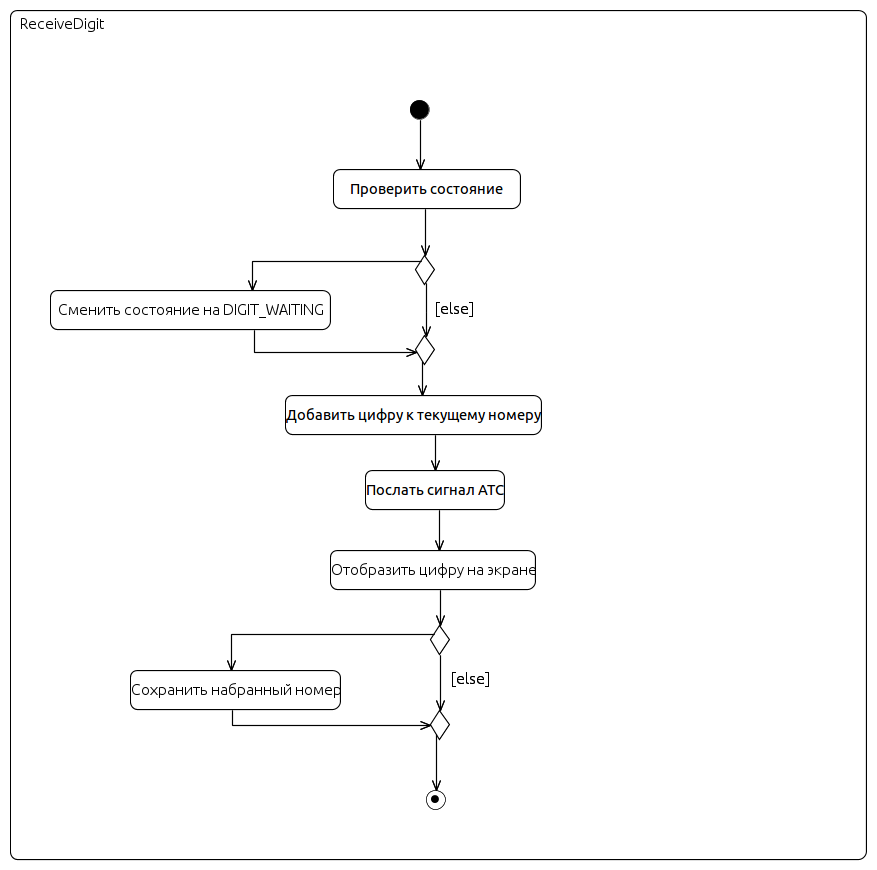 ReceiveDigit
Проверить состояние
Сменить состояние на DIGIT_WAITING
[else]
Добавить цифру к текущему номеру
Послать сигнал АТС
Отобразить цифру на экране
[else]
Сохранить набранный номер